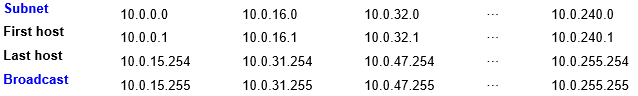 Subnet 10.0.0.0 10.0.16.0 10.0.32.0 ... 10.0.240.0
First host 10.0.0.1 10.0.16.1 10.0.32.1 ... 10.0.240.1
Last host 10.0.15.254 10.0.31.254 10.0.47.254 ... 10.0.255.254
Broadcast 10.0.15.255 10.0.31.255 10.0.47.255 ... 10.0.255.255